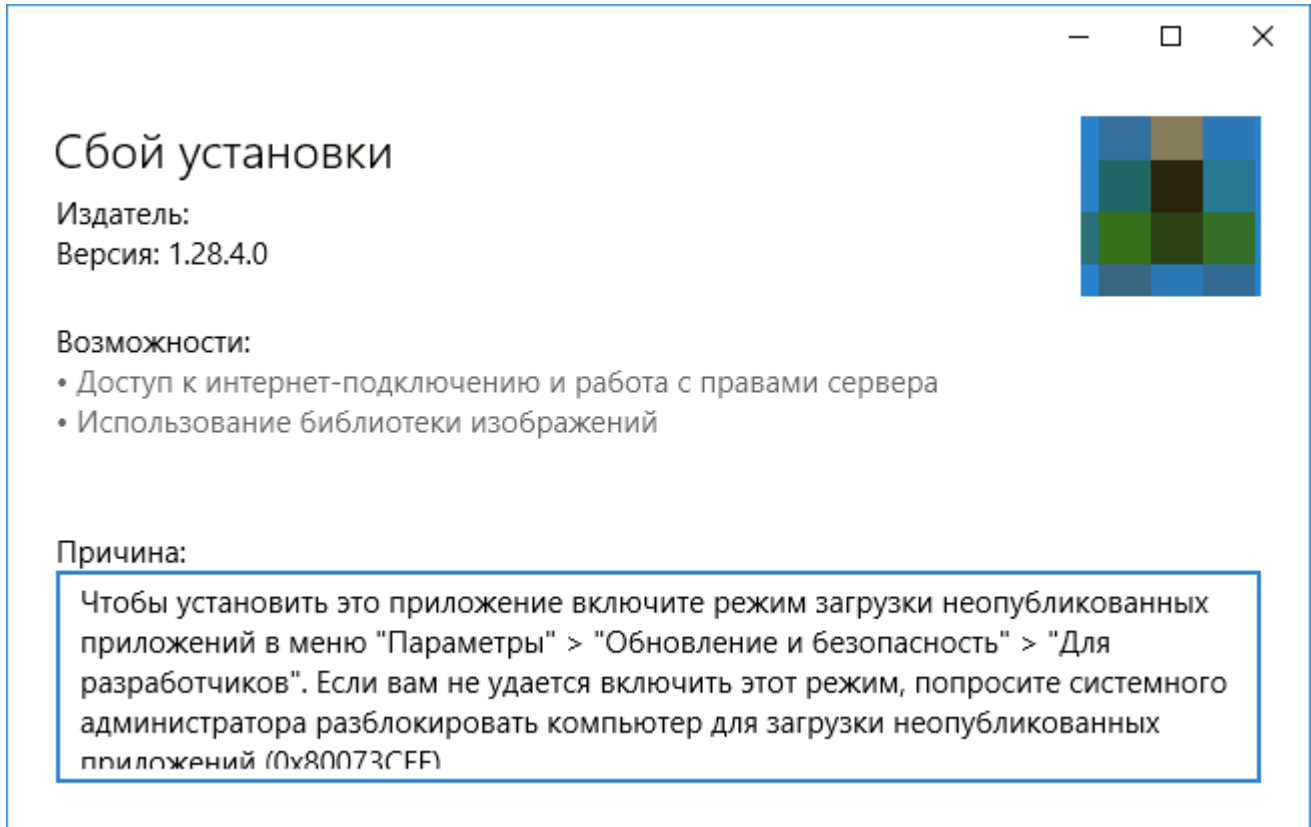 Сбой установки
Издатель:
Версия: 1.28.4.0
Возможности:
• Доступ к интернет-подключению и работа с правами сервера
• Использование библиотеки изображений
Причина:
Чтобы установить это приложение включите режим загрузки неопубликованных
приложений в меню "Параметры" > "Обновление и безопасность" > "Для
разработчиков". Если вам не удается включить этот режим, попросите системного
администратора разблокировать компьютер для загрузки неопубликованных
приложений (0x80073CFF)